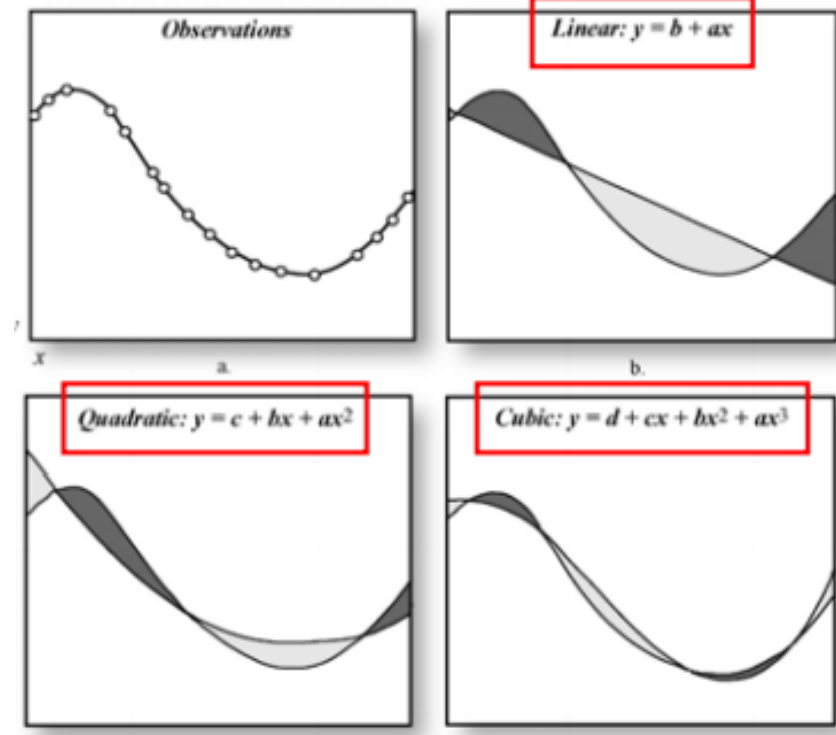 Observations
Linear: y = b + ax
y
x
a.
b.
Quadratic: y = c + bx + ax²
Cubic: y = d + cx + bx² + ax³